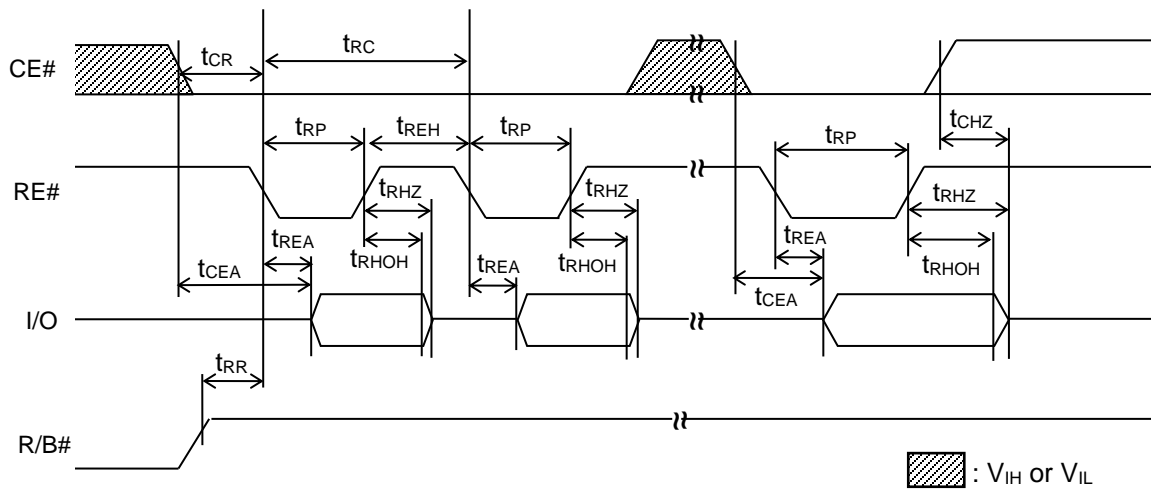 CE#
tCR
tRC
tRP
tREH
tRP
tRP
tCHZ
RE#
tRHZ
tRHZ
tRHZ
tREA
tRHOH
tREA
tRHOH
tREA
tRHOH
tCEA
tCEA
I/O
tRR
R/B#
: VIH or VIL